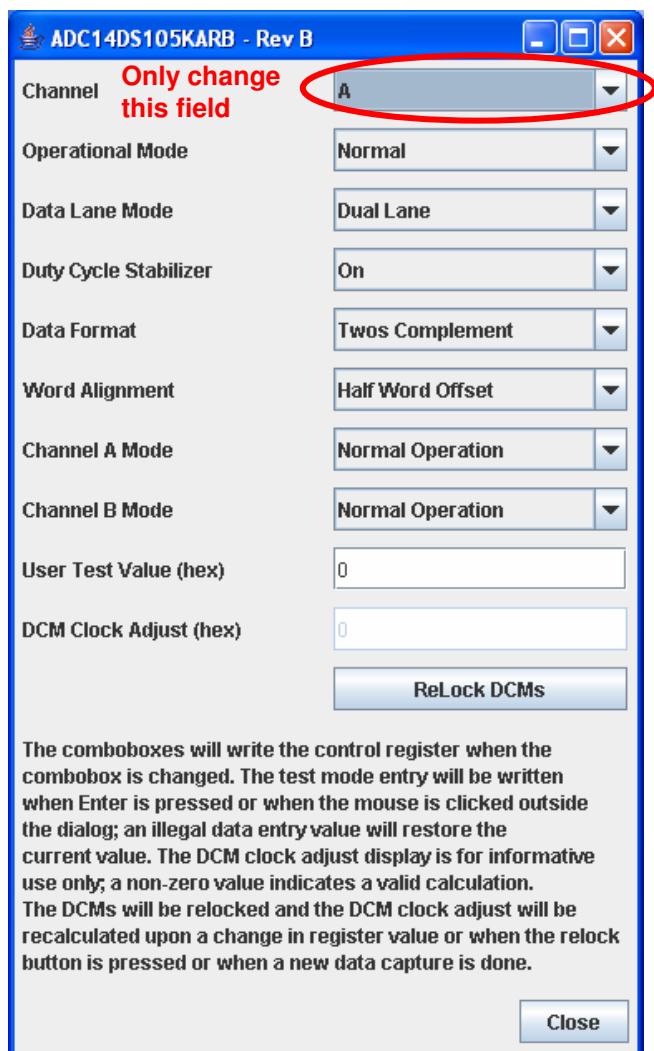 ADC14DS105KARB - Rev B
Channel
Only change
this field
A
Operational Mode
Normal
Data Lane Mode
Dual Lane
Duty Cycle Stabilizer
On
Data Format
Twos Complement
Word Alignment
Half Word Offset
Channel A Mode
Normal Operation
Channel B Mode
Normal Operation
User Test Value (hex)
0
DCM Clock Adjust (hex)
0
ReLock DCMs
The comboboxes will write the control register when the
combobox is changed. The test mode entry will be written
when Enter is pressed or when the mouse is clicked outside
the dialog; an illegal data entry value will restore the
current value. The DCM clock adjust display is for informative
use only; a non-zero value indicates a valid calculation.
The DCMs will be relocked and the DCM clock adjust will be
recalculated upon a change in register value or when the relock
button is pressed or when a new data capture is done.
Close